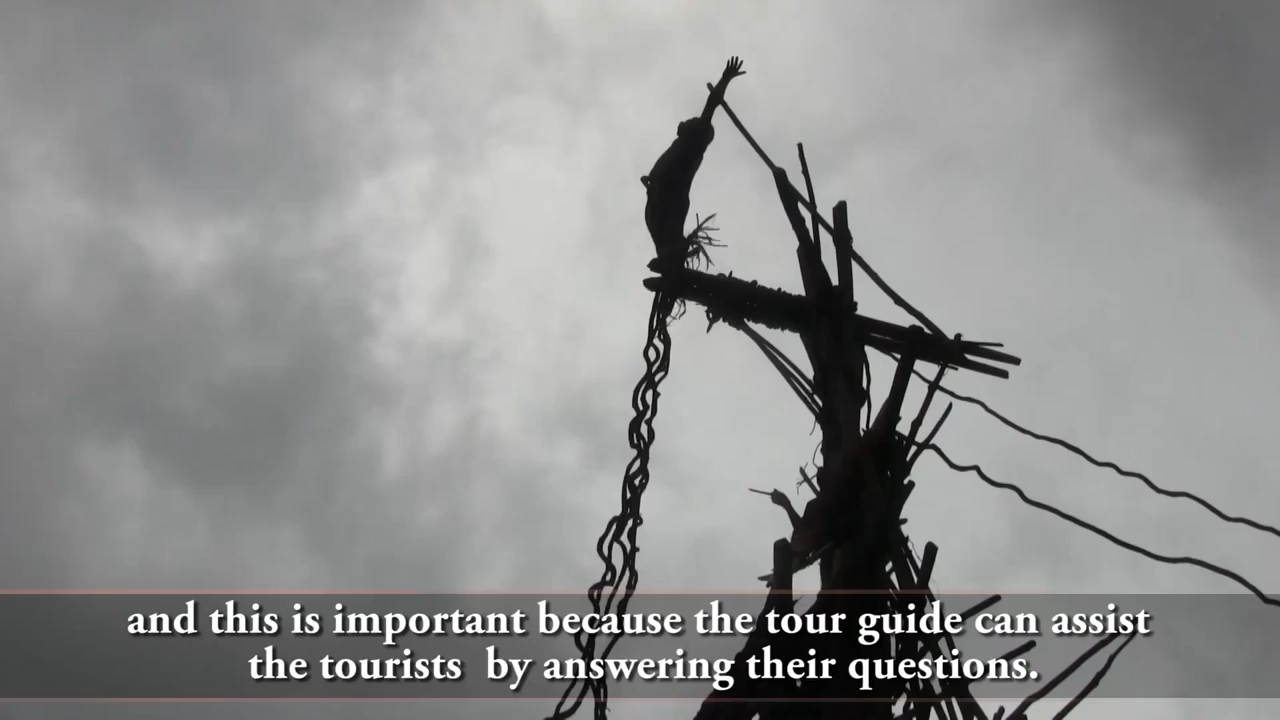 and this is important because the tour guide can assist
the tourists  by answering their questions.